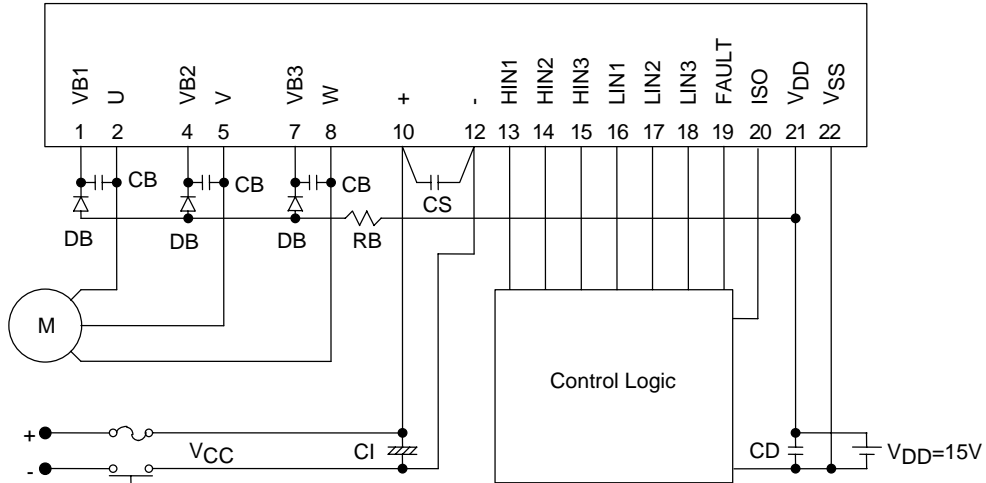 VB1 U VB2 V VB3 W + - HIN1 HIN2 HIN3 LIN1 LIN2 LIN3 FAULT ISO VDD VSS
1 2 4 5 7 8 10 12 13 14 15 16 17 18 19 20 21 22
CB CB CB CS
DB DB DB RB
M
Control Logic
+ VCC CI CD VDD=15V
-